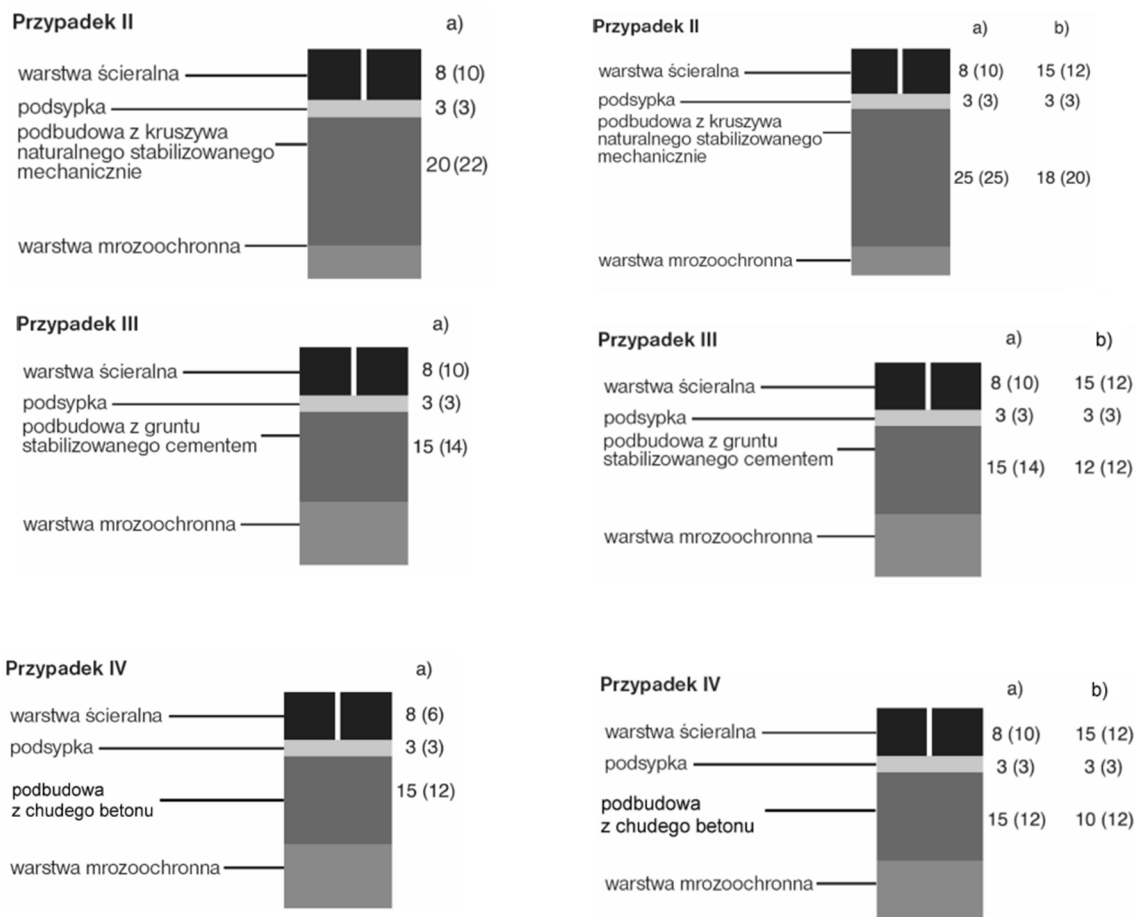 Przypadek II a)
warstwa ścieralna 8 (10)
podsypka 3 (3)
podbudowa z kruszywa
naturalnego stabilizowanego
mechanicznie 20 (22)
warstwa mrozoochronna
Przypadek II a) b)
warstwa ścieralna 8 (10) 15 (12)
podsypka 3 (3) 3 (3)
podbudowa z kruszywa
naturalnego stabilizowanego
mechanicznie
25 (25) 18 (20)
warstwa mrozoochronna
Przypadek III a)
warstwa ścieralna 8 (10)
podsypka 3 (3)
podbudowa z gruntu
stabilizowanego cementem 15 (14)
warstwa mrozoochronna
Przypadek III a) b)
warstwa ścieralna 8 (10) 15 (12)
podsypka 3 (3) 3 (3)
podbudowa z gruntu
stabilizowanego cementem 15 (14) 12 (12)
warstwa mrozoochronna
Przypadek IV a)
warstwa ścieralna 8 (6)
podsypka 3 (3)
podbudowa 15 (12)
z chudego betonu
warstwa mrozoochronna
Przypadek IV a) b)
warstwa ścieralna 8 (10) 15 (12)
podsypka 3 (3) 3 (3)
podbudowa
z chudego betonu 15 (12) 10 (12)
warstwa mrozoochronna